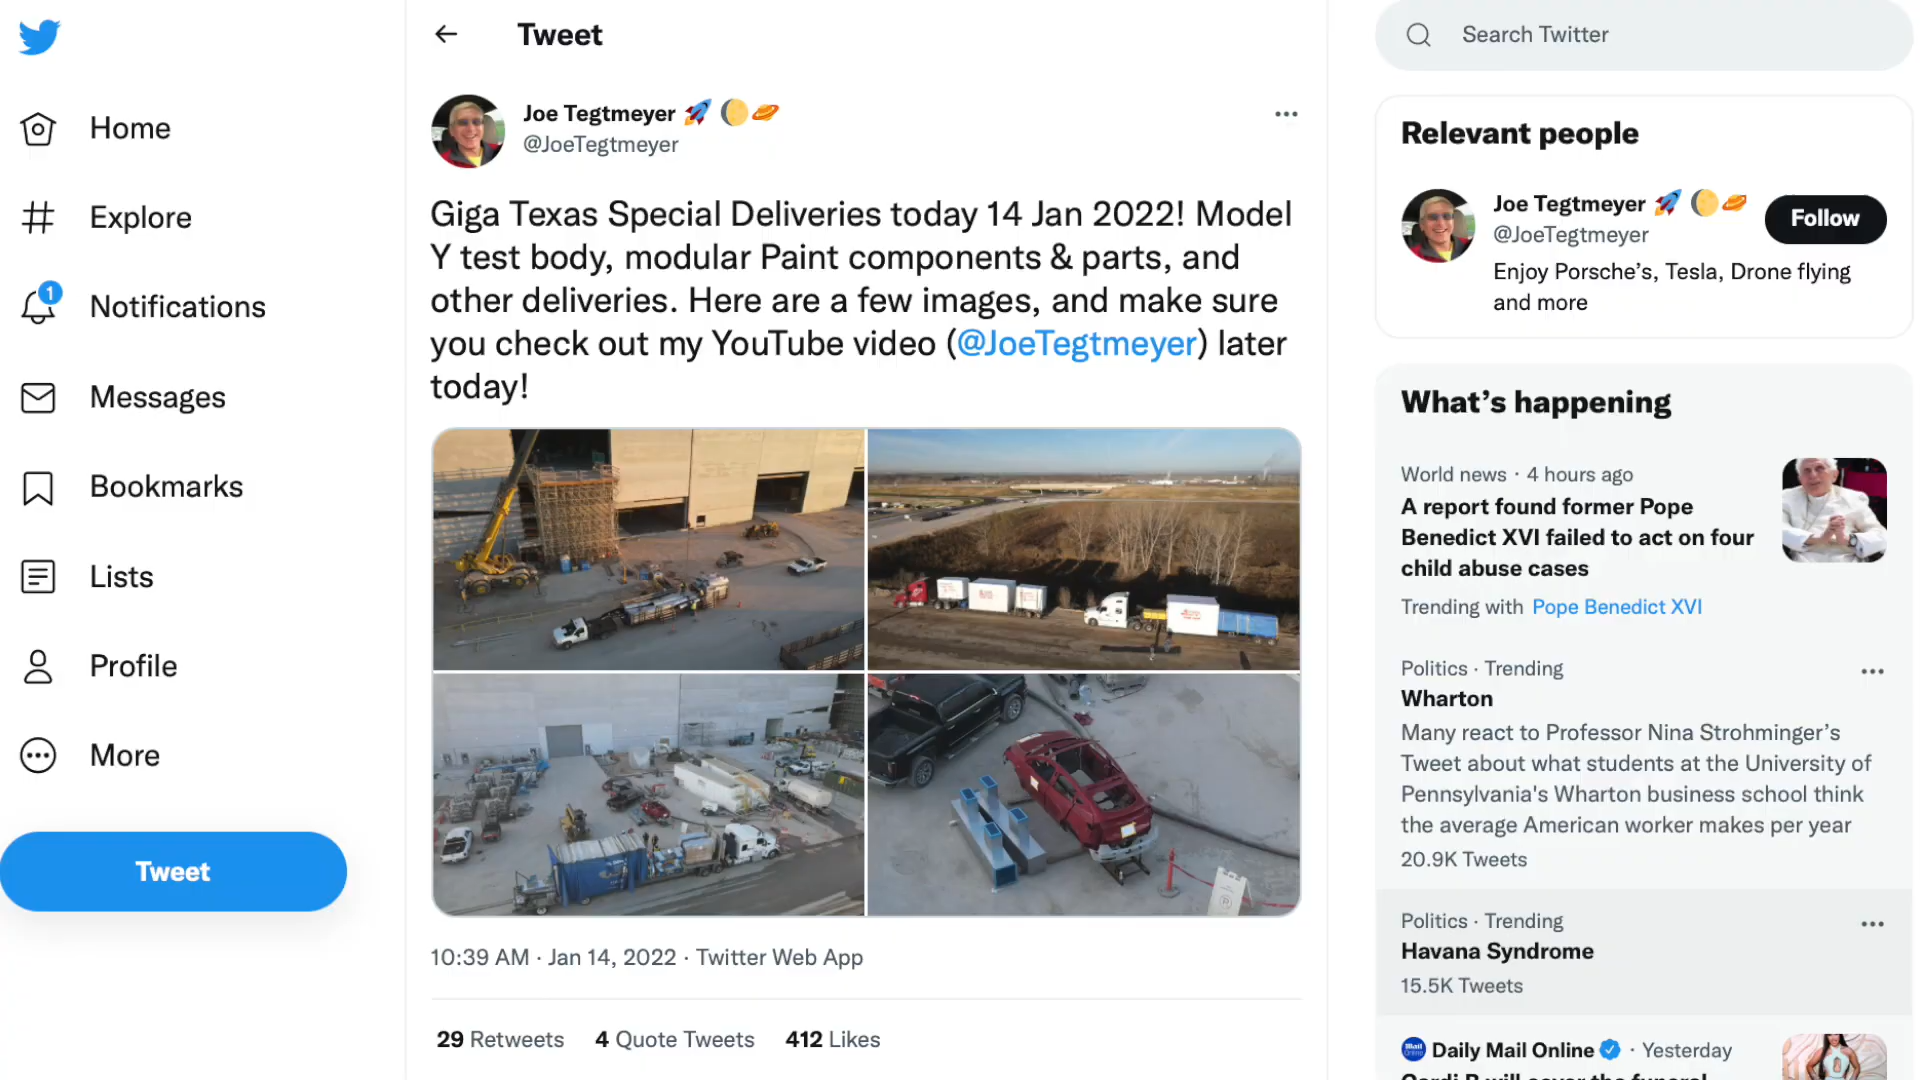 Home
Explore
1
Notifications
Messages
Bookmarks
Lists
Profile
More
Tweet
Tweet
Joe Tegtmeyer
@JoeTegtmeyer
Giga Texas Special Deliveries today 14 Jan 2022! Model
Y test body, modular Paint components & parts, and
other deliveries. Here are a few images, and make sure
you check out my YouTube video (@JoeTegtmeyer) later
today!
10:39 AM · Jan 14, 2022 · Twitter Web App
29 Retweets 4 Quote Tweets 412 Likes
Search Twitter
Relevant people
Joe Tegtmeyer
@JoeTegtmeyer
Follow
Enjoy Porsche’s, Tesla, Drone flying
and more
What’s happening
World news · 4 hours ago
A report found former Pope
Benedict XVI failed to act on four
child abuse cases
Trending with Pope Benedict XVI
Politics · Trending
Wharton
Many react to Professor Nina Strohminger’s
Tweet about what students at the University of
Pennsylvania's Wharton business school think
the average American worker makes per year
20.9K Tweets
Politics · Trending
Havana Syndrome
15.5K Tweets
Daily Mail Online · Yesterday